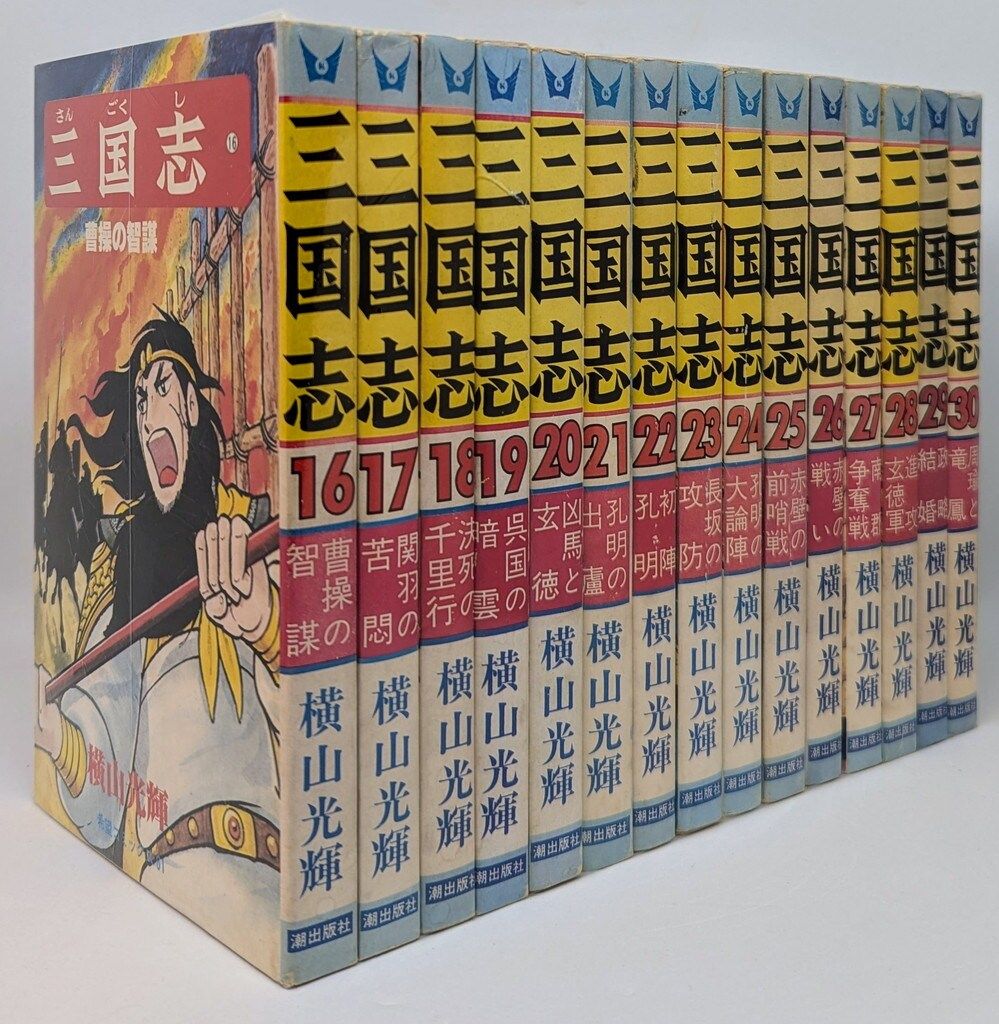 さん ごく し
三国志 16
曹操の智謀
横山光輝
三国志 16 曹操の智謀 横山光輝 潮出版社
三国志 17 関羽の苦悶 横山光輝 潮出版社
三国志 18 決死の千里行 横山光輝 潮出版社
三国志 19 呉国の暗雲 横山光輝 潮出版社
三国志 20 凶馬と玄徳 横山光輝 潮出版社
三国志 21 孔明の出廬 横山光輝 潮出版社
三国志 22 初陣孔明 横山光輝 潮出版社
三国志 23 長坂の攻防 横山光輝 潮出版社
三国志 24 孔明の大論陣 横山光輝 潮出版社
三国志 25 赤壁の前哨戦 横山光輝 潮出版社
三国志 26 赤壁の戦い 横山光輝 潮出版社
三国志 27 南郡争奪戦 横山光輝 潮出版社
三国志 28 進攻玄徳軍 横山光輝 潮出版社
三国志 29 政略結婚 横山光輝 潮出版社
三国志 30 周瑜と竜鳳 横山光輝 潮出版社